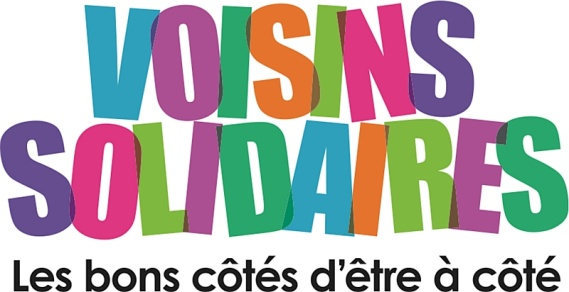 VOISINS
SOLIDAIRES
Les bons côtés d'être à côté